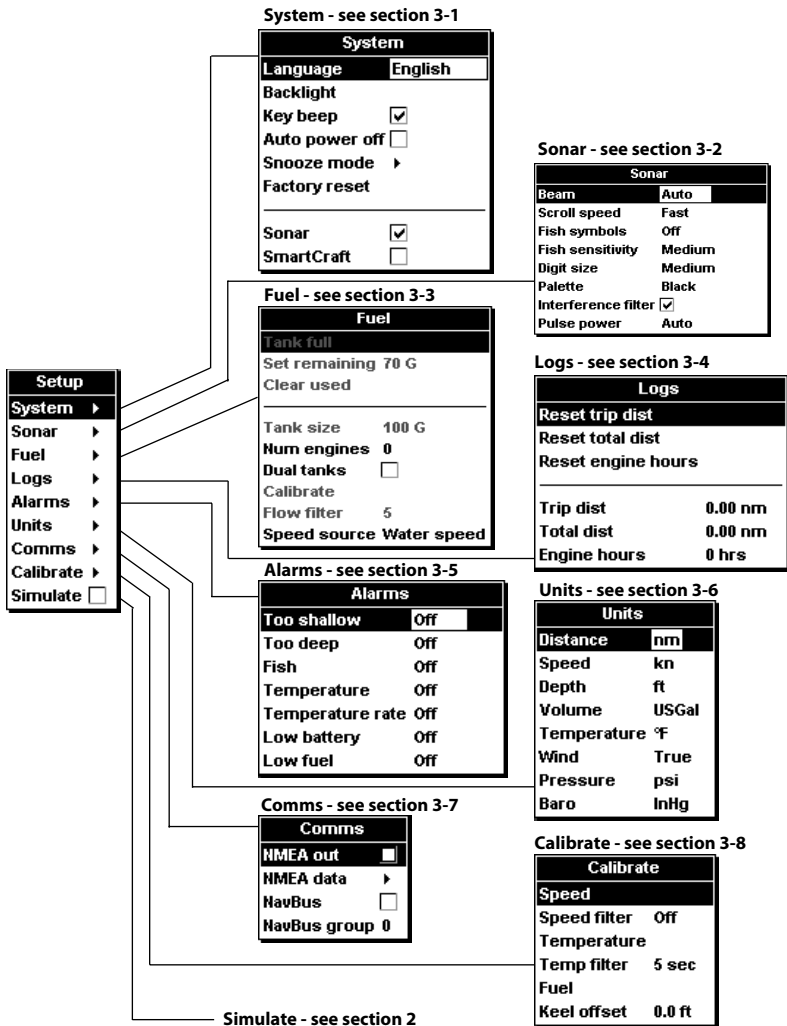 System - see section 3-1
System
Language English
Backlight
Key beep
Auto power off
Snooze mode
Factory reset
Sonar
SmartCraft
Sonar - see section 3-2
Sonar
Beam Auto
Scroll speed Fast
Fish symbols Off
Fish sensitivity Medium
Digit size Medium
Palette Black
Interference filter
Pulse power Auto
Fuel - see section 3-3
Fuel
Tank full
Set remaining 70 G
Clear used
Tank size 100 G
Num engines 0
Dual tanks
Calibrate
Flow filter 5
Speed source Water speed
Logs - see section 3-4
Logs
Reset trip dist
Reset total dist
Reset engine hours
Trip dist 0.00 nm
Total dist 0.00 nm
Engine hours 0 hrs
Setup
System
Sonar
Fuel
Logs
Alarms
Units
Comms
Calibrate
Simulate
Alarms - see section 3-5
Alarms
Too shallow Off
Too deep Off
Fish Off
Temperature Off
Temperature rate Off
Low battery Off
Low fuel Off
Units - see section 3-6
Units
Distance nm
Speed kn
Depth ft
Volume USGal
Temperature °F
Wind True
Pressure psi
Baro InHg
Comms - see section 3-7
Comms
NMEA out
NMEA data
NavBus
NavBus group 0
Calibrate - see section 3-8
Calibrate
Speed
Speed filter Off
Temperature
Temp filter 5 sec
Fuel
Keel offset 0.0 ft
Simulate - see section 2